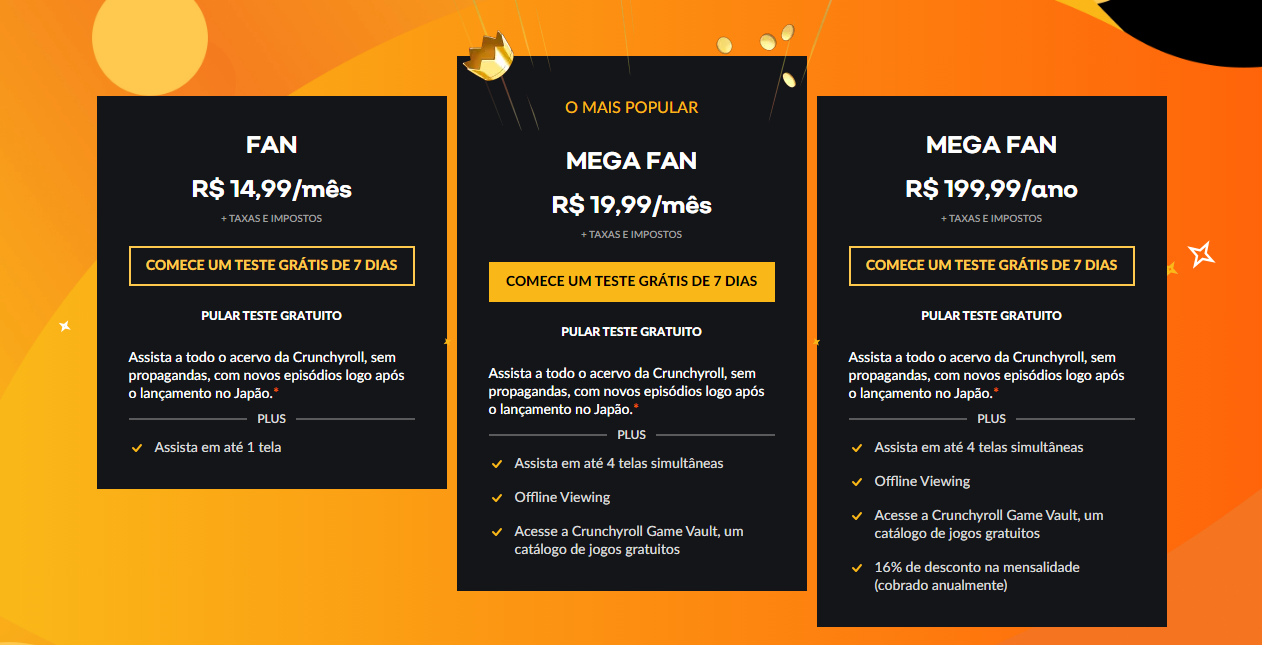 FAN
R$ 14,99/mês
+ TAXAS E IMPOSTOS
COMECE UM TESTE GRÁTIS DE 7 DIAS
PULAR TESTE GRATUITO
Assista a todo o acervo da Crunchyroll, sem
propagandas, com novos episódios logo após
o lançamento no Japão.*
PLUS
Assista em até 1 tela
O MAIS POPULAR
MEGA FAN
R$ 19,99/mês
+ TAXAS E IMPOSTOS
COMECE UM TESTE GRÁTIS DE 7 DIAS
PULAR TESTE GRATUITO
Assista a todo o acervo da Crunchyroll, sem
propagandas, com novos episódios logo após
o lançamento no Japão.*
PLUS
Assista em até 4 telas simultâneas
Offline Viewing
Acesse a Crunchyroll Game Vault, um
catálogo de jogos gratuitos
MEGA FAN
R$ 199,99/ano
+ TAXAS E IMPOSTOS
COMECE UM TESTE GRÁTIS DE 7 DIAS
PULAR TESTE GRATUITO
Assista a todo o acervo da Crunchyroll, sem
propagandas, com novos episódios logo após
o lançamento no Japão.*
PLUS
Assista em até 4 telas simultâneas
Offline Viewing
Acesse a Crunchyroll Game Vault, um
catálogo de jogos gratuitos
16% de desconto na mensalidade
(cobrado anualmente)